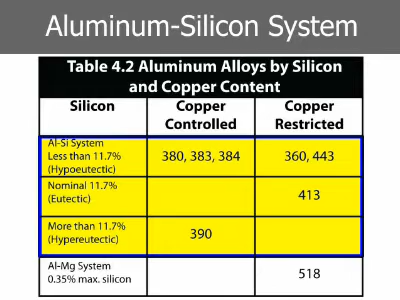 Aluminum-Silicon System
Table 4.2 Aluminum Alloys by Silicon
and Copper Content
Silicon
Copper
Controlled
Copper
Restricted
Al-Si System
Less than 11.7%
(Hypoeutectic)
380, 383, 384
360, 443
Nominal 11.7%
(Eutectic)
413
More than 11.7%
(Hypereutectic)
390
Al-Mg System
0.35% max. silicon
518